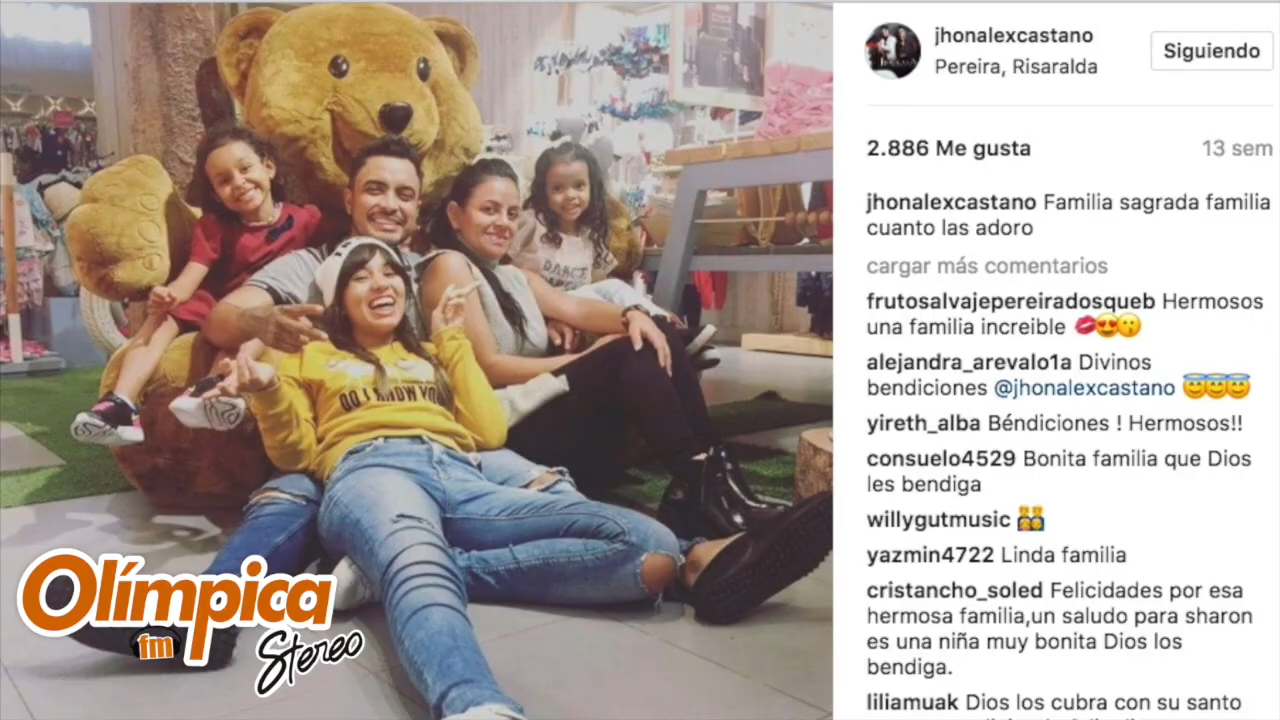 jhonalexcastano
Pereira, Risaralda
Siguiendo
2.886 Me gusta
13 sem
jhonalexcastano Familia sagrada familia
cuanto las adoro
cargar más comentarios
frutosalvajepereiradosqueb Hermosos
una familia increible 💋😍😗
alejandra_arevalo1a Divinos
bendiciones @jhonalexcastano 😇😇😇
yireth_alba Béndiciones ! Hermosos!!
consuelo4529 Bonita familia que Dios
les bendiga
willygutmusic 👨‍👩‍👧‍👦
yazmin4722 Linda familia
cristancho_soled Felicidades por esa
hermosa familia,un saludo para sharon
es una niña muy bonita Dios los
bendiga.
liliamuak Dios los cubra con su santo
DANCE
DO I KNOW YOU
Olímpica
fm
Stereo